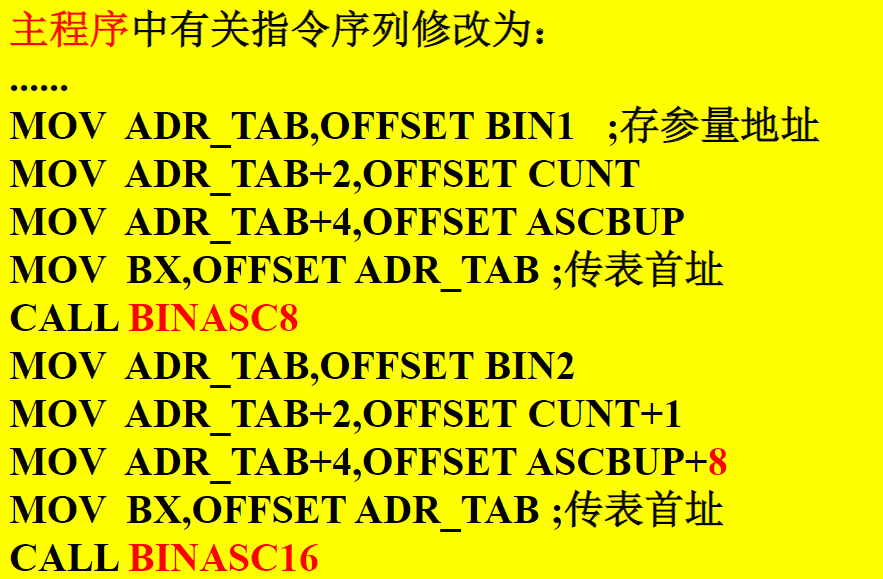 主程序中有关指令序列修改为：
......
MOV ADR_TAB,OFFSET BIN1 ;存参量地址
MOV ADR_TAB+2,OFFSET CUNT
MOV ADR_TAB+4,OFFSET ASCBUP
MOV BX,OFFSET ADR_TAB ;传表首址
CALL BINASC8
MOV ADR_TAB,OFFSET BIN2
MOV ADR_TAB+2,OFFSET CUNT+1
MOV ADR_TAB+4,OFFSET ASCBUP+8
MOV BX,OFFSET ADR_TAB ;传表首址
CALL BINASC16